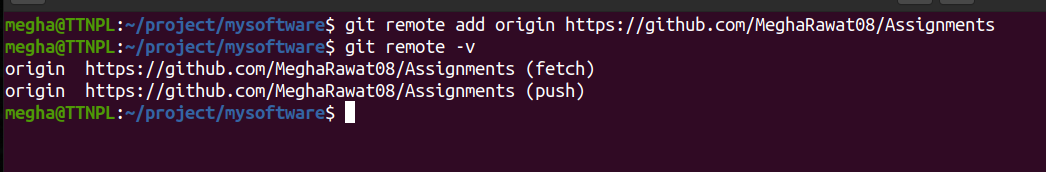 megha@TTNPL:~/project/mysoftware$ git remote add origin https://github.com/MeghaRawat08/Assignments
megha@TTNPL:~/project/mysoftware$ git remote -v
origin  https://github.com/MeghaRawat08/Assignments (fetch)
origin  https://github.com/MeghaRawat08/Assignments (push)
megha@TTNPL:~/project/mysoftware$